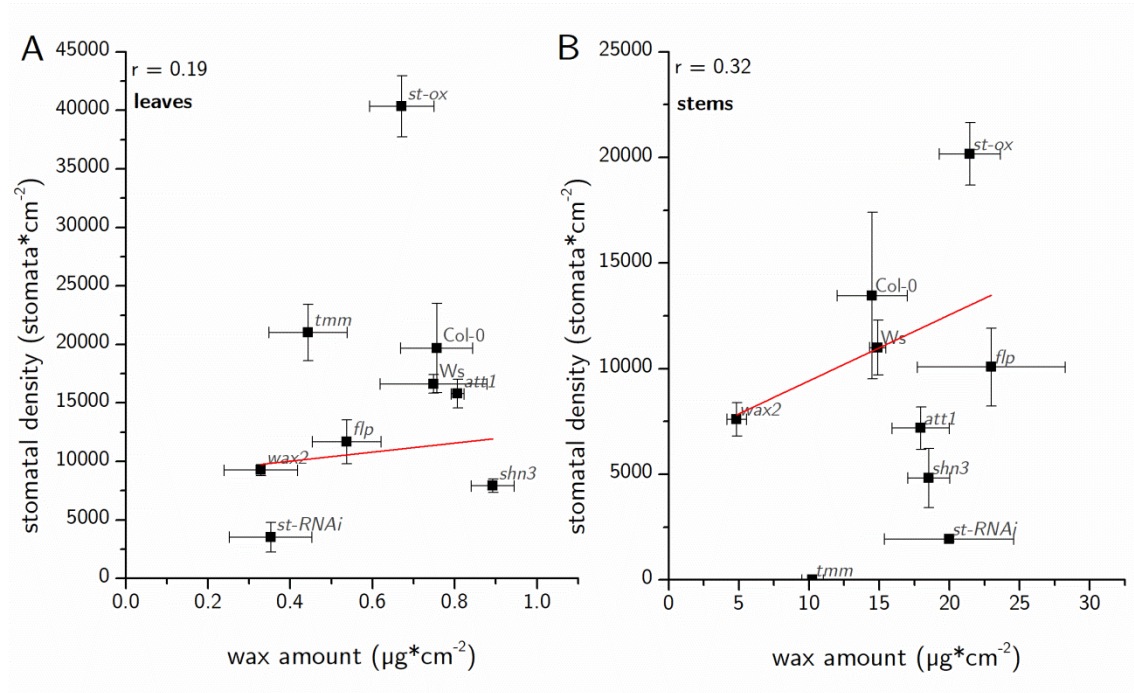 A
r = 0.19
leaves
stomatal density (stomata*cm-2)
45000
40000
35000
30000
25000
20000
15000
10000
5000
0
st-ox
tmm
Col-0
Ws
att1
flp
wax2
shn3
st-RNAi
0.0 0.2 0.4 0.6 0.8 1.0
wax amount (µg*cm-2)
B
r = 0.32
stems
stomatal density (stomata*cm-2)
25000
20000
15000
10000
5000
0
st-ox
Col-0
Ws
flp
wax2
att1
shn3
st-RNAi
tmm
0 5 10 15 20 25 30
wax amount (µg*cm-2)